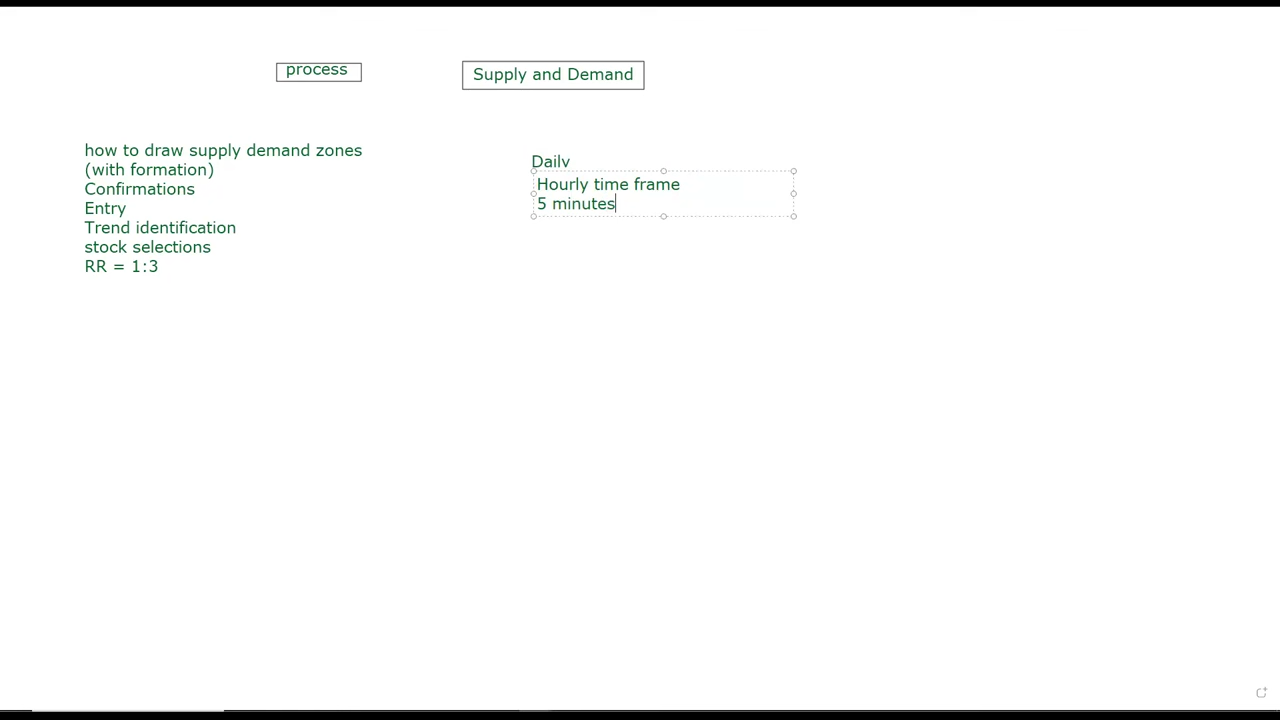 process
Supply and Demand
how to draw supply demand zones
(with formation)
Confirmations
Entry
Trend identification
stock selections
RR = 1:3
Daily
Hourly time frame
5 minutes